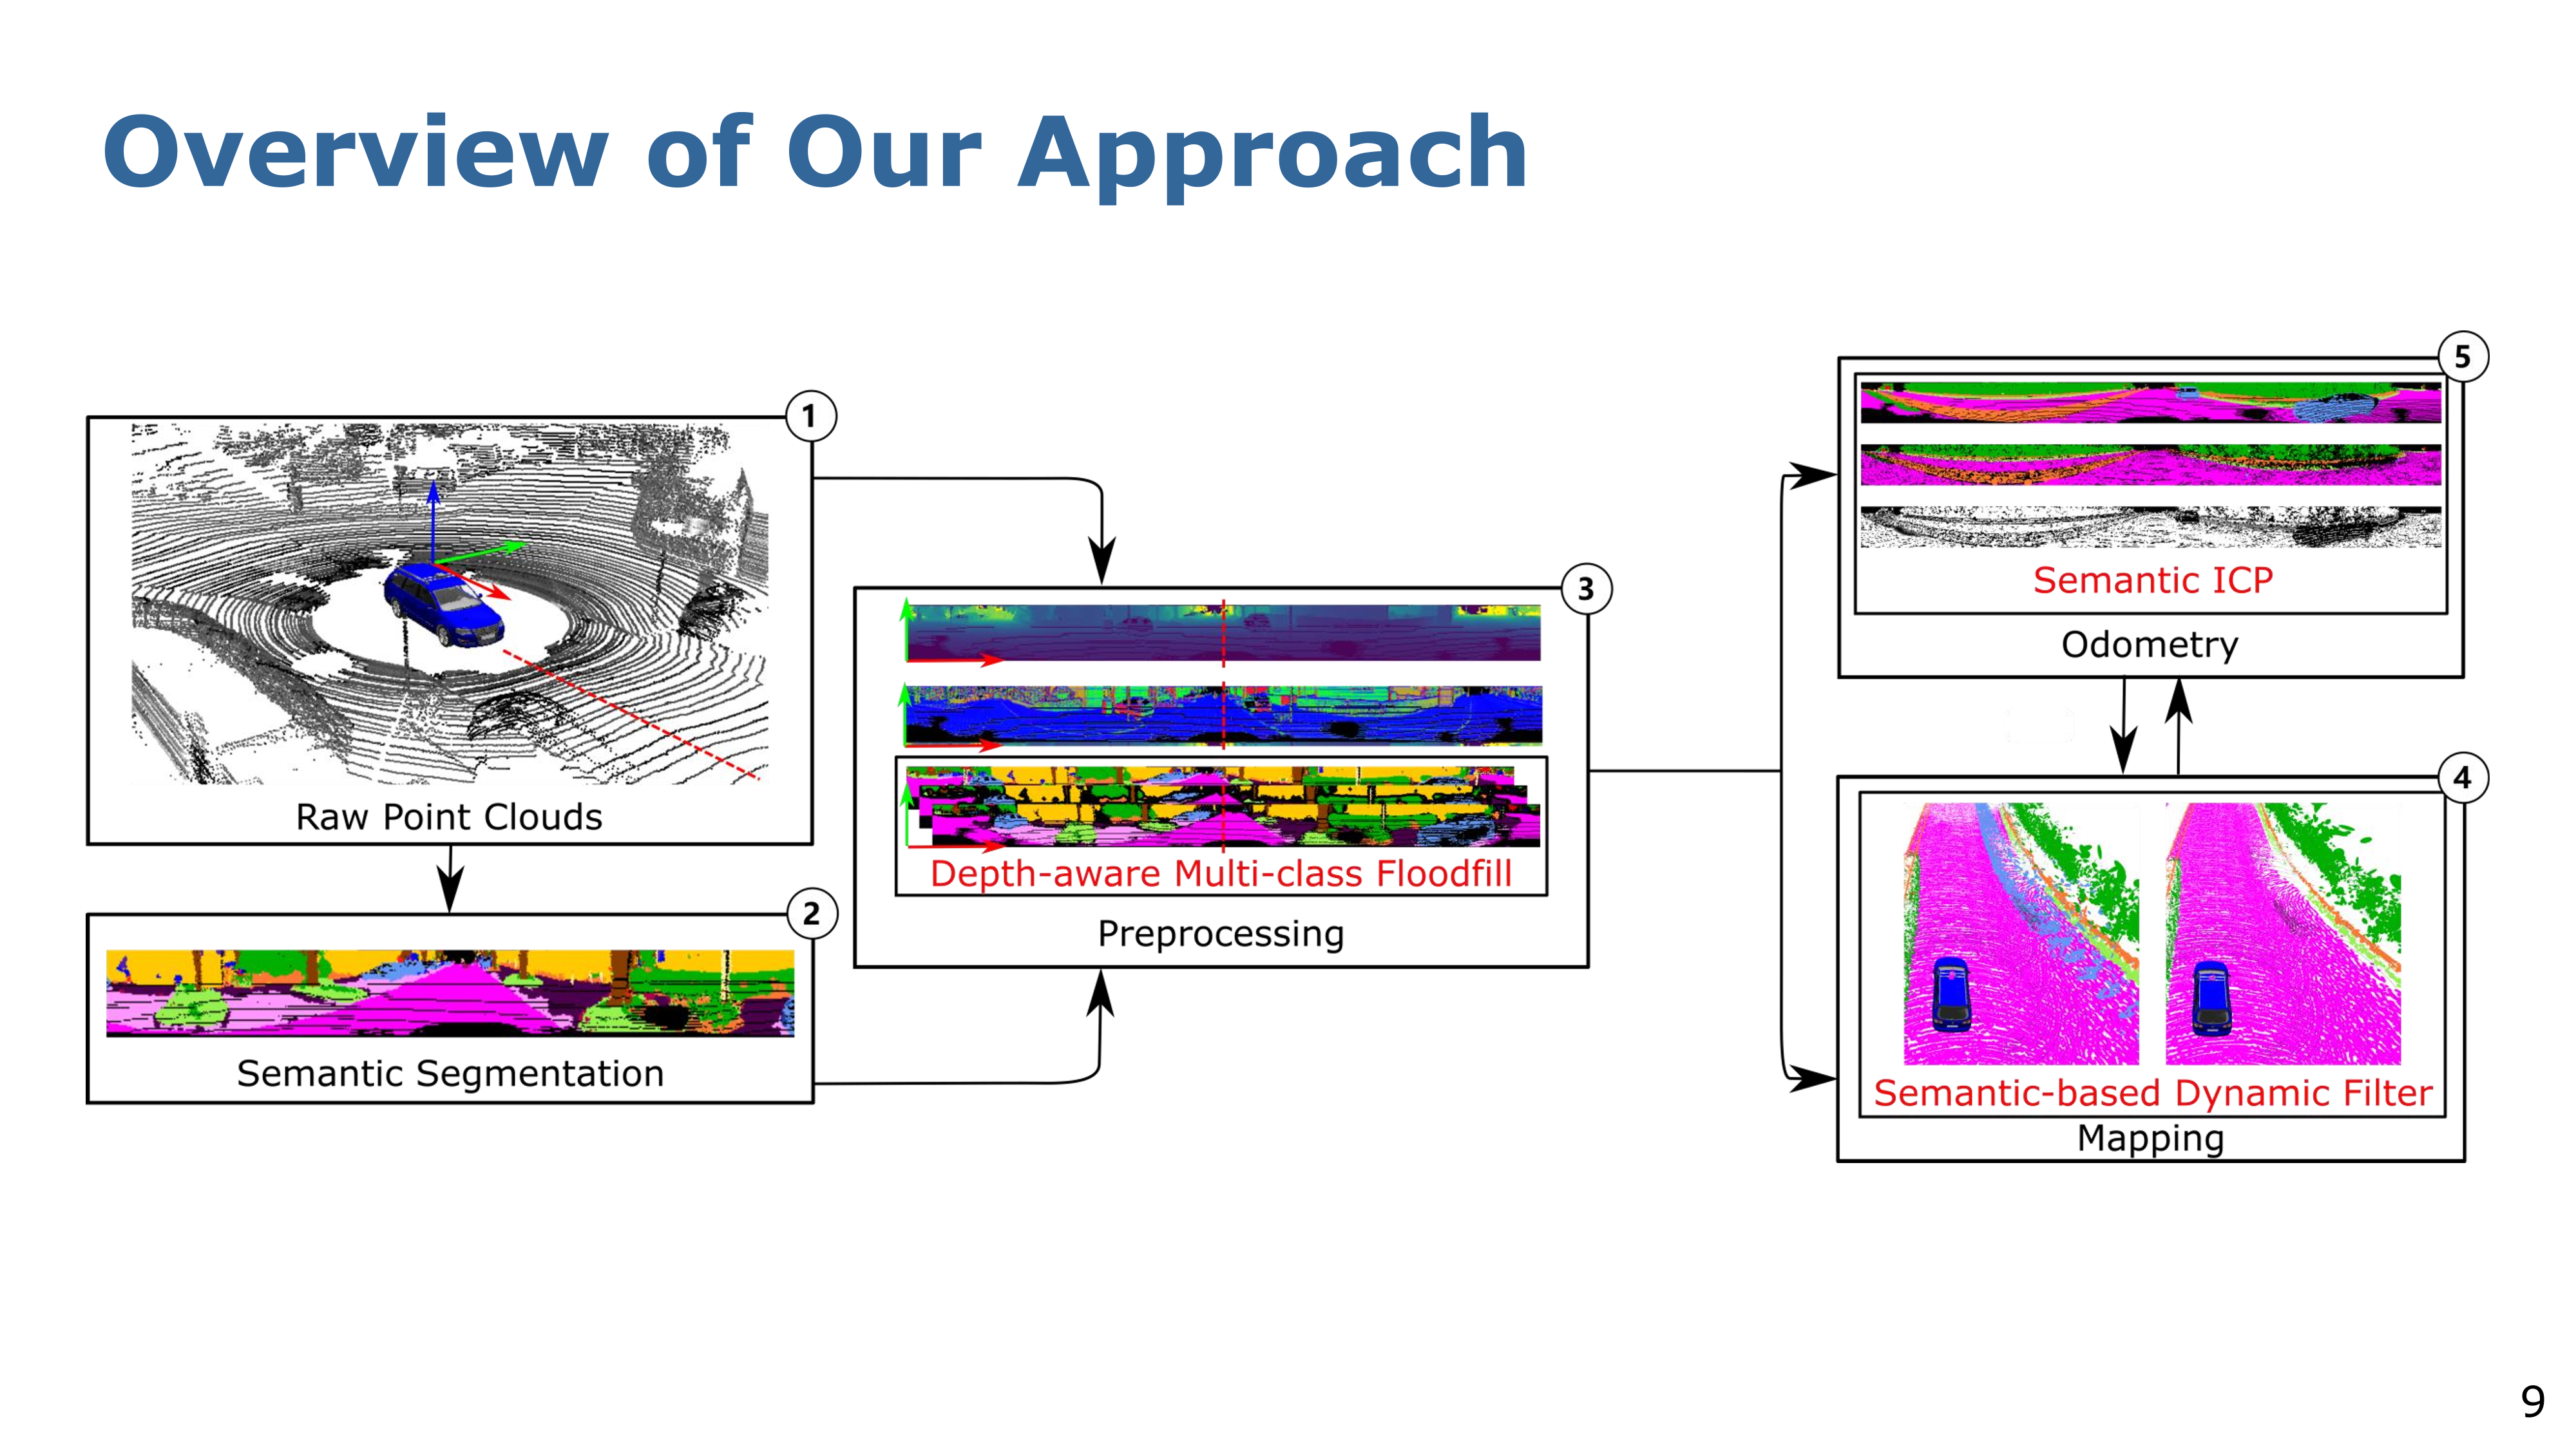 Overview of Our Approach
1
Raw Point Clouds
2
Semantic Segmentation
3
Depth-aware Multi-class Floodfill
Preprocessing
5
Semantic ICP
Odometry
4
Semantic-based Dynamic Filter
Mapping
9